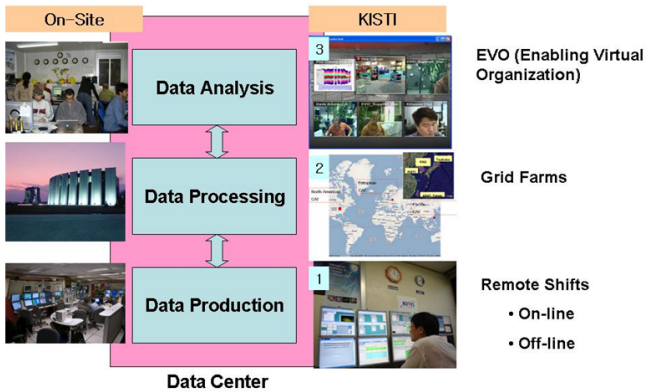 On-Site
KISTI
3
EVO (Enabling Virtual
Organization)
Data Analysis
2
Grid Farms
Data Processing
1
Remote Shifts
• On-line
• Off-line
Data Production
Data Center